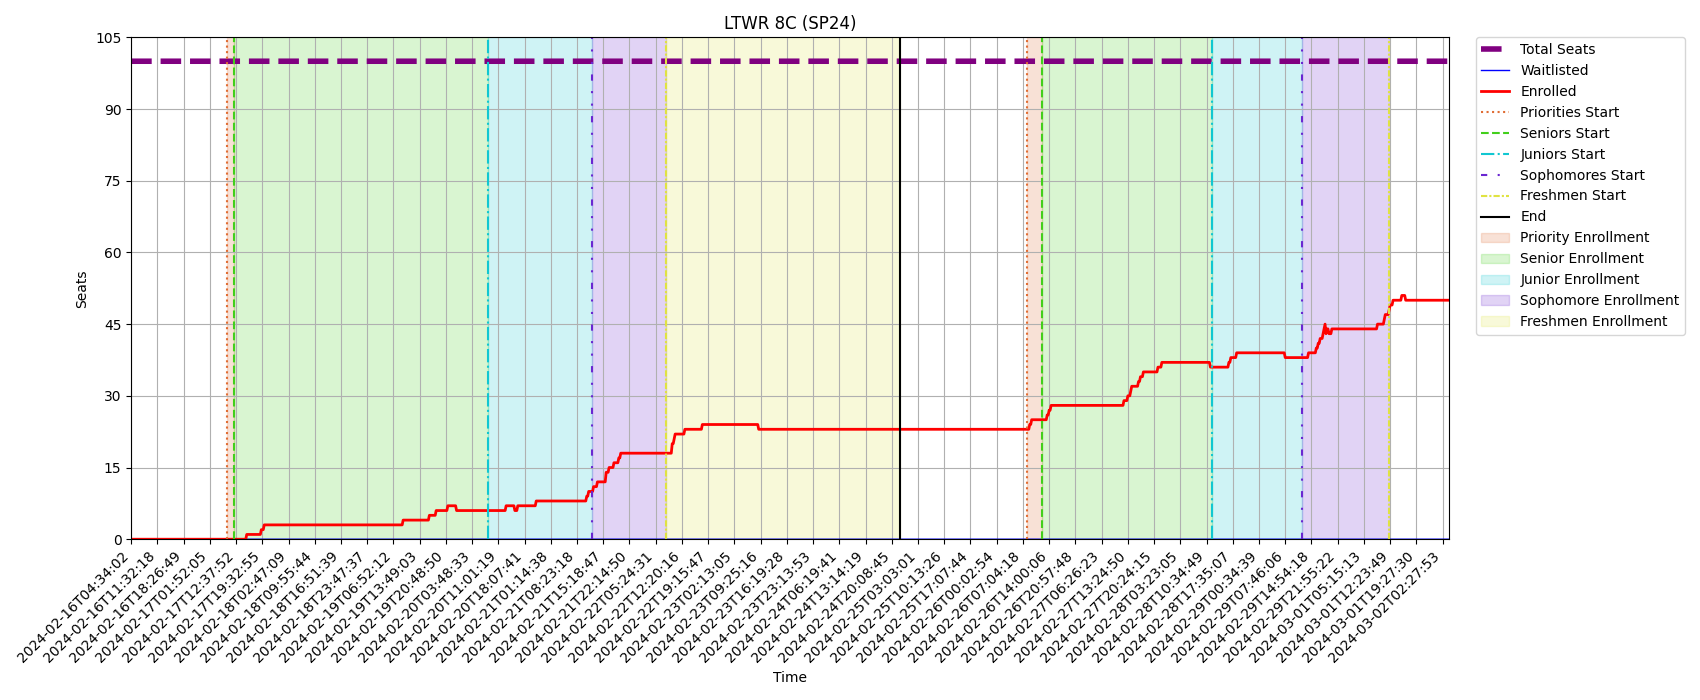 LTWR 8C (SP24)
105
90
75
60
45
30
15
0
Seats
2024-02-16T04:34:02
2024-02-16T11:32:18
2024-02-16T18:26:49
2024-02-17T01:52:05
2024-02-17T12:37:52
2024-02-17T19:32:55
2024-02-18T02:47:09
2024-02-18T09:55:44
2024-02-18T16:51:39
2024-02-18T23:47:37
2024-02-19T06:52:12
2024-02-19T13:49:03
2024-02-19T20:48:50
2024-02-20T03:48:33
2024-02-20T11:01:19
2024-02-20T18:07:41
2024-02-21T01:14:38
2024-02-21T08:23:18
2024-02-21T15:18:47
2024-02-21T22:14:50
2024-02-22T05:24:31
2024-02-22T12:20:16
2024-02-22T19:15:47
2024-02-23T02:13:05
2024-02-23T09:25:16
2024-02-23T16:19:28
2024-02-23T23:13:53
2024-02-24T06:19:41
2024-02-24T13:14:19
2024-02-24T20:08:45
2024-02-25T03:03:01
2024-02-25T10:13:26
2024-02-25T17:07:44
2024-02-26T00:02:54
2024-02-26T07:04:18
2024-02-26T14:00:06
2024-02-26T20:57:48
2024-02-27T06:26:23
2024-02-27T13:24:50
2024-02-27T20:24:15
2024-02-28T03:23:05
2024-02-28T10:34:49
2024-02-28T17:35:07
2024-02-29T00:34:39
2024-02-29T07:46:06
2024-02-29T14:54:18
2024-02-29T21:55:22
2024-03-01T05:15:13
2024-03-01T12:23:49
2024-03-01T19:27:30
2024-03-02T02:27:53
Time
Total Seats
Waitlisted
Enrolled
Priorities Start
Seniors Start
Juniors Start
Sophomores Start
Freshmen Start
End
Priority Enrollment
Senior Enrollment
Junior Enrollment
Sophomore Enrollment
Freshmen Enrollment